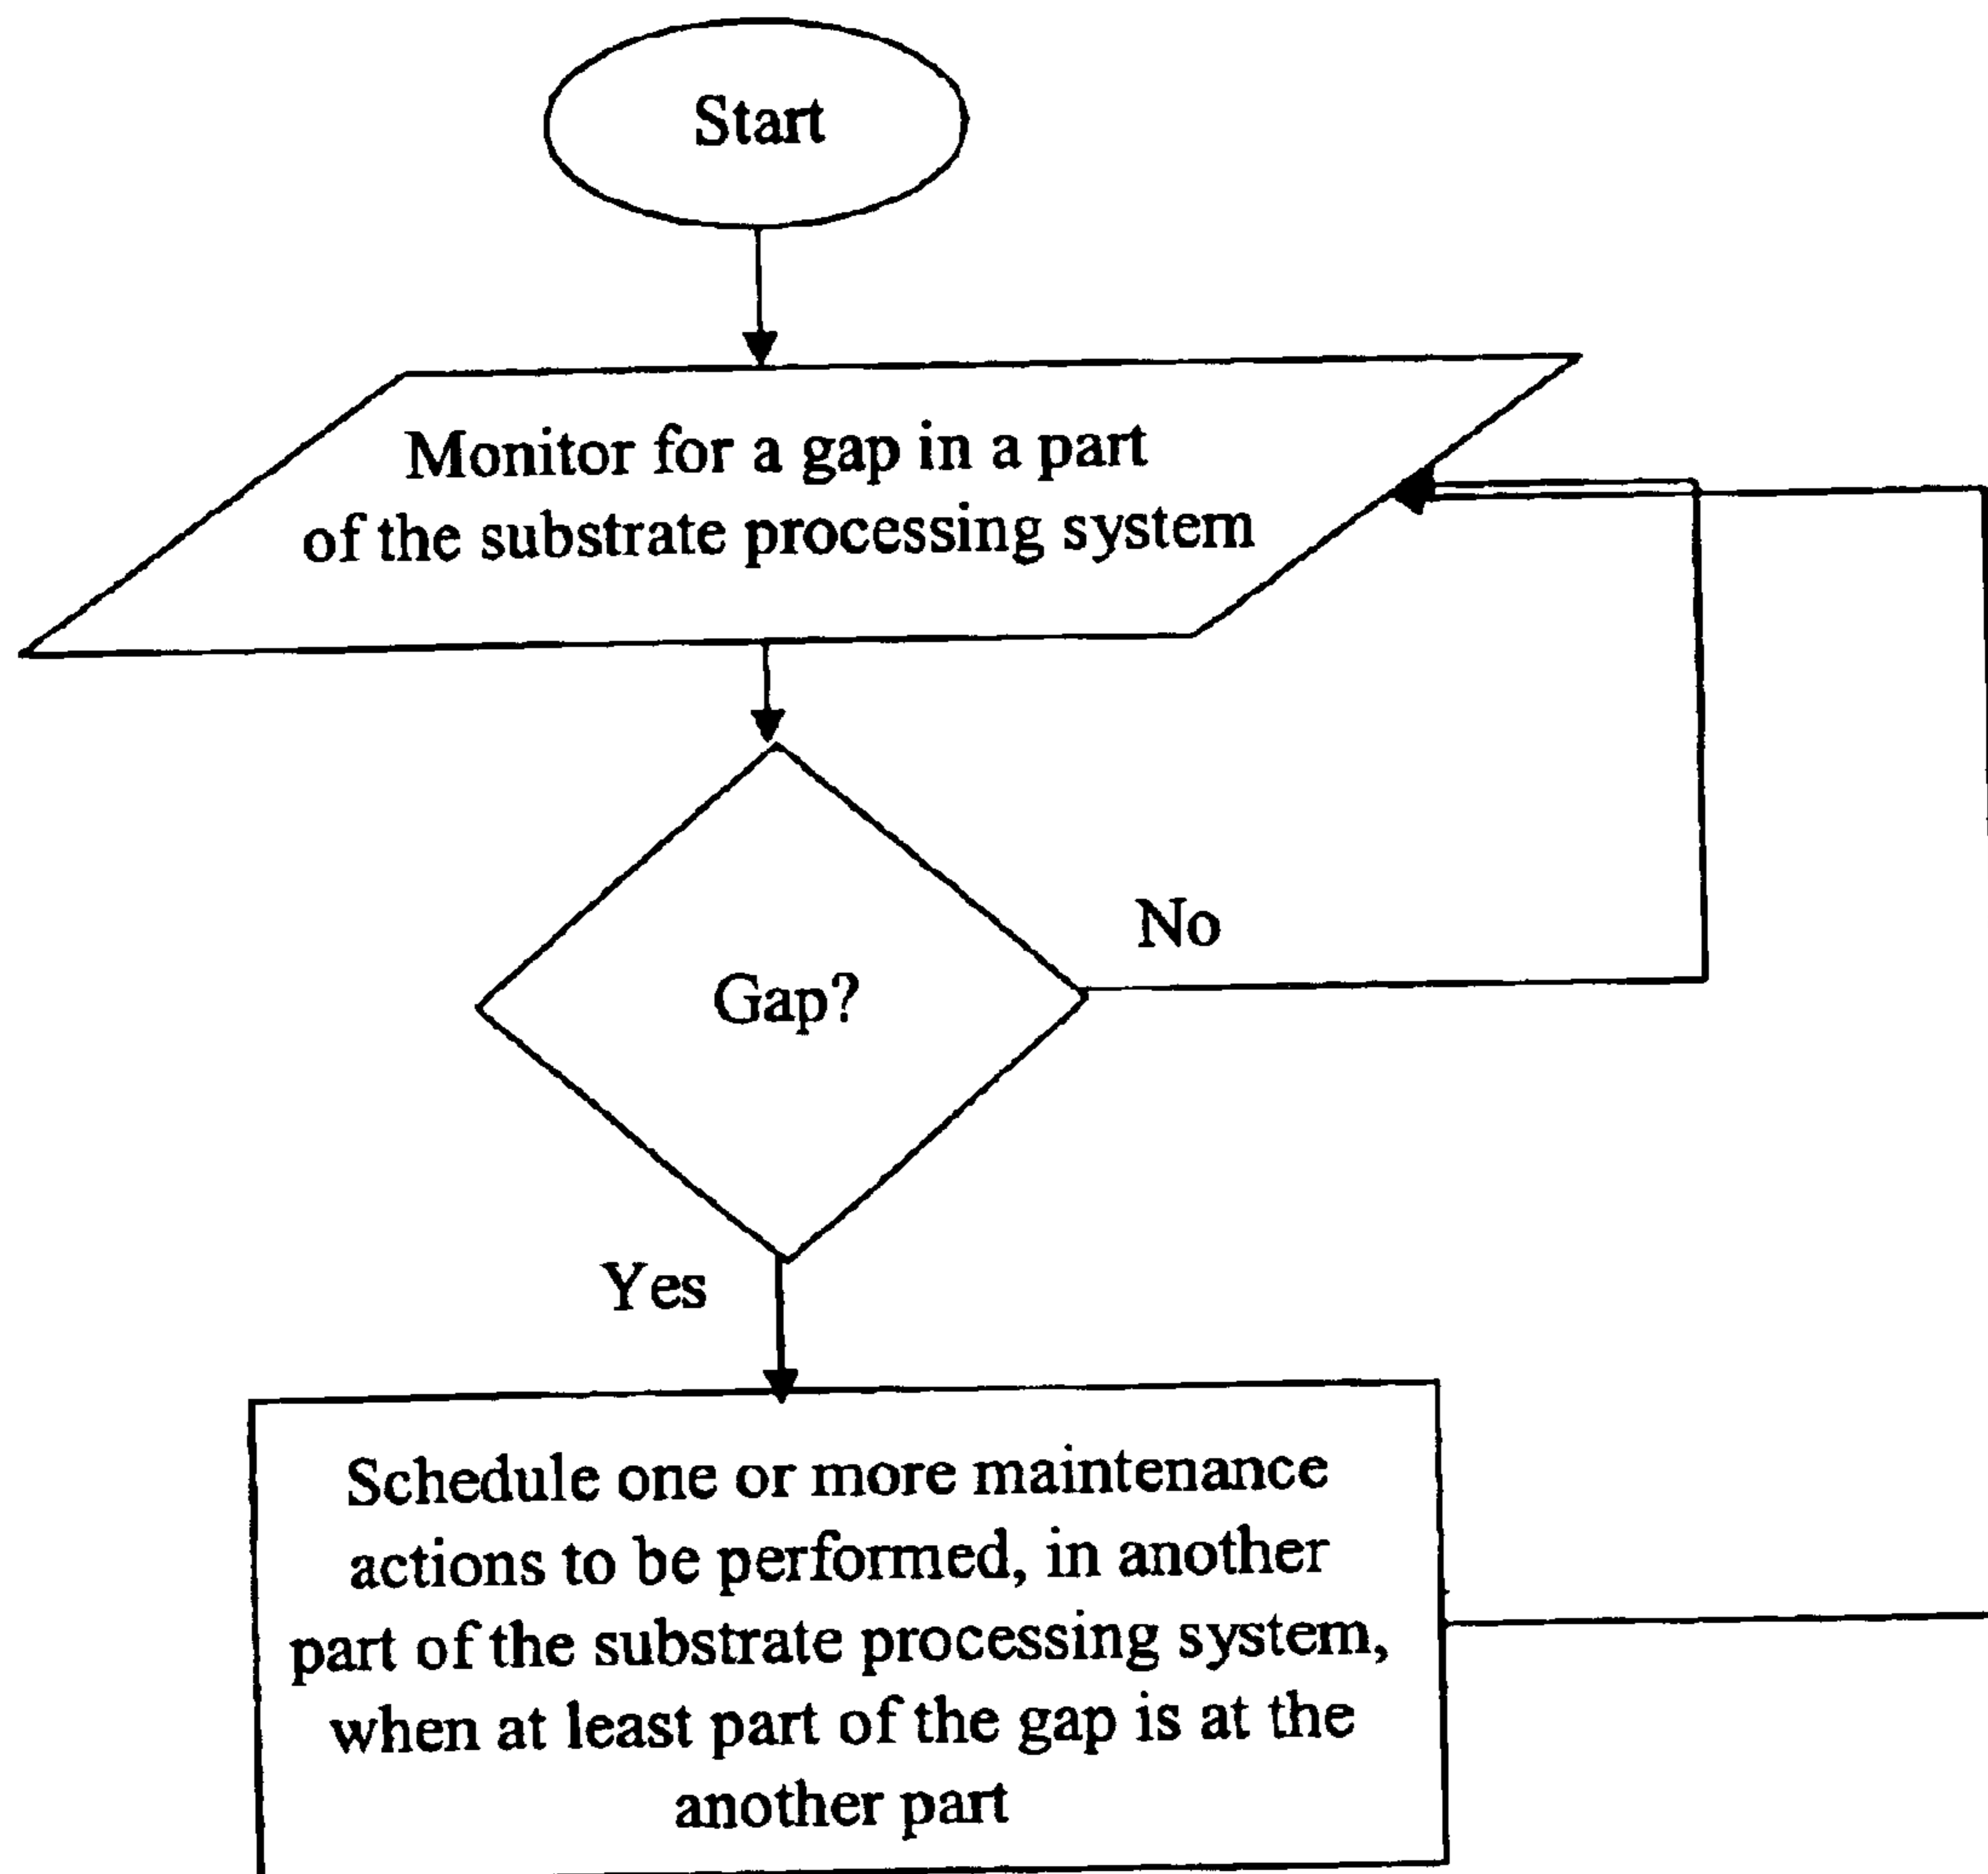 Start
Monitor for a gap in a part
of the substrate processing system
Gap?
No
Yes
Schedule one or more maintenance
actions to be performed, in another
part of the substrate processing system,
when at least part of the gap is at the
another part